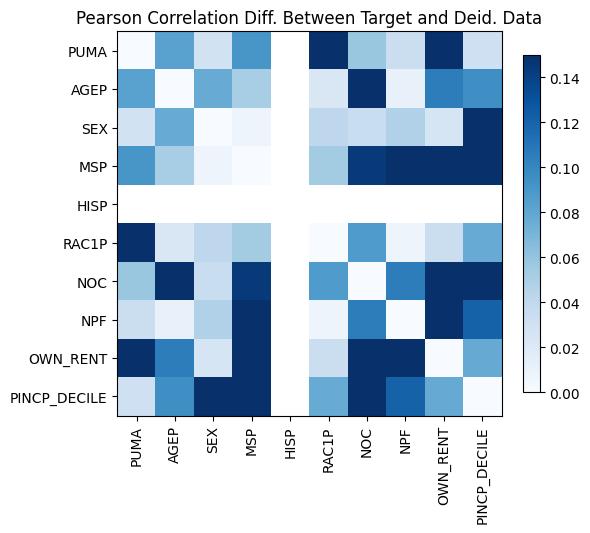 Pearson Correlation Diff. Between Target and Deid. Data
PUMA
AGEP
SEX
MSP
HISP
RAC1P
NOC
NPF
OWN_RENT
PINCP_DECILE
PUMA
AGEP
SEX
MSP
HISP
RAC1P
NOC
NPF
OWN_RENT
PINCP_DECILE
0.14
0.12
0.10
0.08
0.06
0.04
0.02
0.00